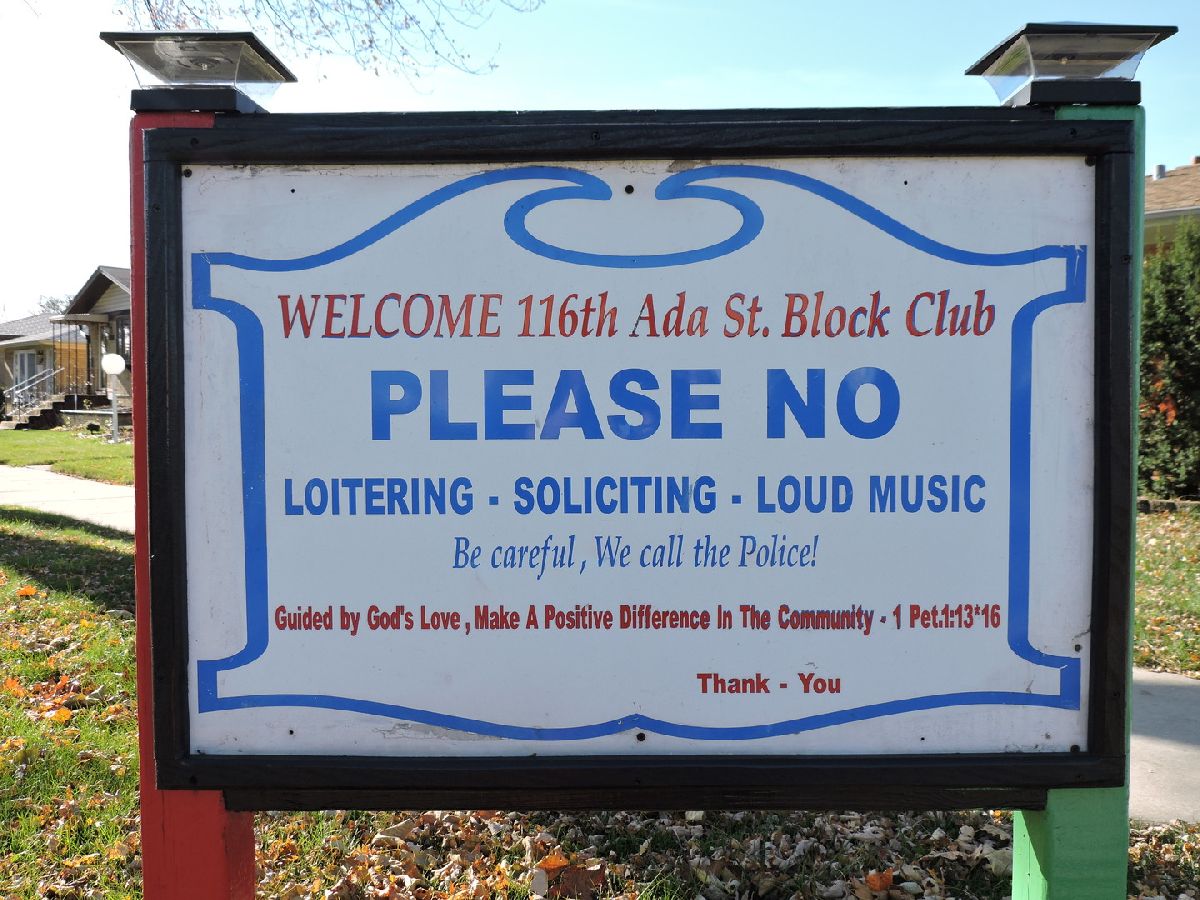 WELCOME 116th Ada St. Block Club
PLEASE NO
LOITERING - SOLICITING - LOUD MUSIC
Be careful, We call the Police!
Guided by God's Love, Make A Positive Difference In The Community - 1 Pet.1:13*16
Thank - You